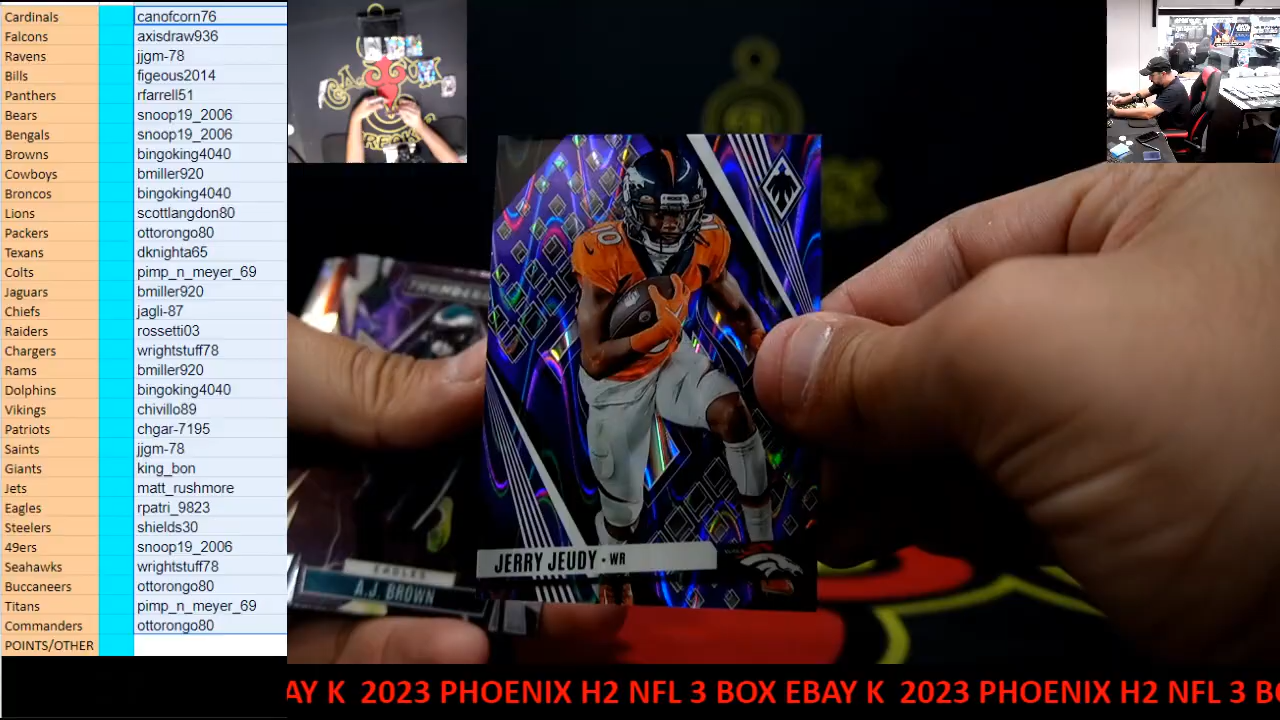 Cardinals canofcorn76
Falcons axisdraw936
Ravens jjgm-78
Bills figeous2014
Panthers rfarrell51
Bears snoop19_2006
Bengals snoop19_2006
Browns bingoking4040
Cowboys bmiller920
Broncos bingoking4040
Lions scottlangdon80
Packers ottorongo80
Texans dknighta65
Colts pimp_n_meyer_69
Jaguars bmiller920
Chiefs jagli-87
Raiders rossetti03
Chargers wrightstuff78
Rams bmiller920
Dolphins bingoking4040
Vikings chivillo89
Patriots chgar-7195
Saints jjgm-78
Giants king_bon
Jets matt_rushmore
Eagles rpatri_9823
Steelers shields30
49ers snoop19_2006
Seahawks wrightstuff78
Buccaneers ottorongo80
Titans pimp_n_meyer_69
Commanders ottorongo80
POINTS/OTHER
10
JERRY JEUDY • WR
EAGLES
A.J. BROWN
AY K 2023 PHOENIX H2 NFL 3 BOX EBAY K 2023 PHOENIX H2 NFL 3 BO